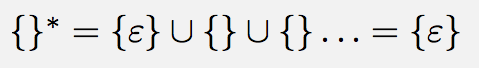 {}* = {ε} ∪ {} ∪ {} ... = {ε}